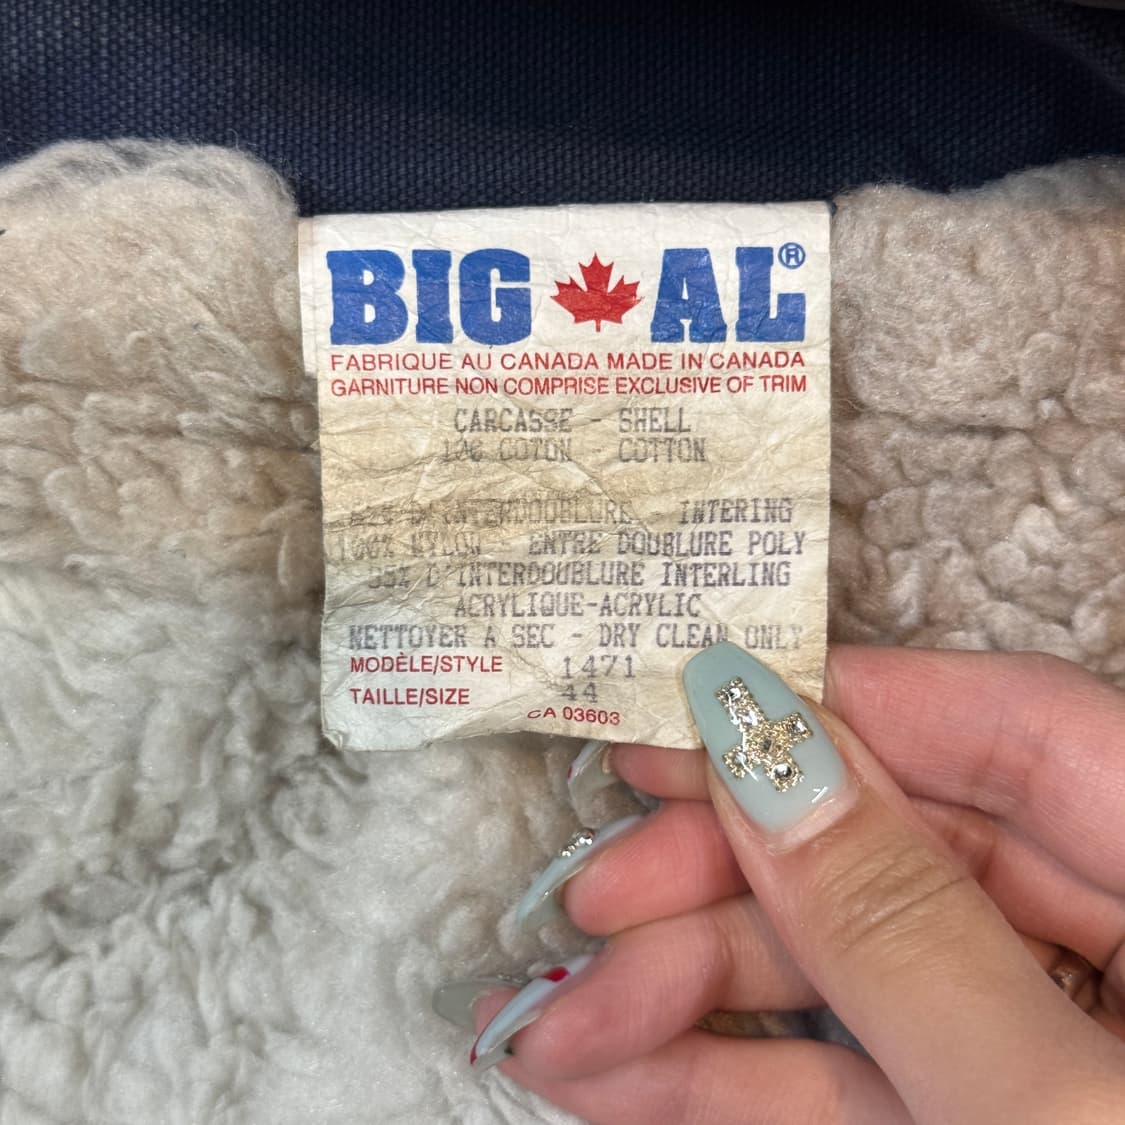 BIG AL®
FABRIQUE AU CANADA MADE IN CANADA
GARNITURE NON COMPRISE EXCLUSIVE OF TRIM
CARCASSE - SHELL
COTON - COTTON
D'INTERDOUBLURE - INTERING
100% NYLON - ENTRE DOUBLURE POLY
D'INTERDOUBLURE INTERLING
ACRYLIQUE-ACRYLIC
NETTOYER A SEC - DRY CLEAN ONLY
MODÈLE/STYLE 1471
TAILLE/SIZE 44
CA 03603